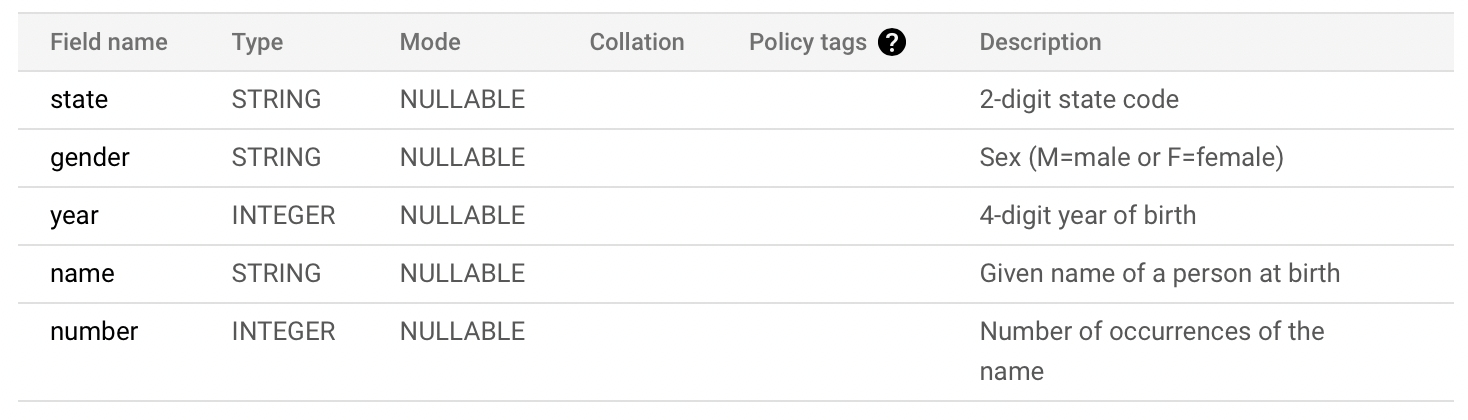 Field name Type Mode Collation Policy tags ? Description
state STRING NULLABLE 2-digit state code
gender STRING NULLABLE Sex (M=male or F=female)
year INTEGER NULLABLE 4-digit year of birth
name STRING NULLABLE Given name of a person at birth
number INTEGER NULLABLE Number of occurrences of the
name